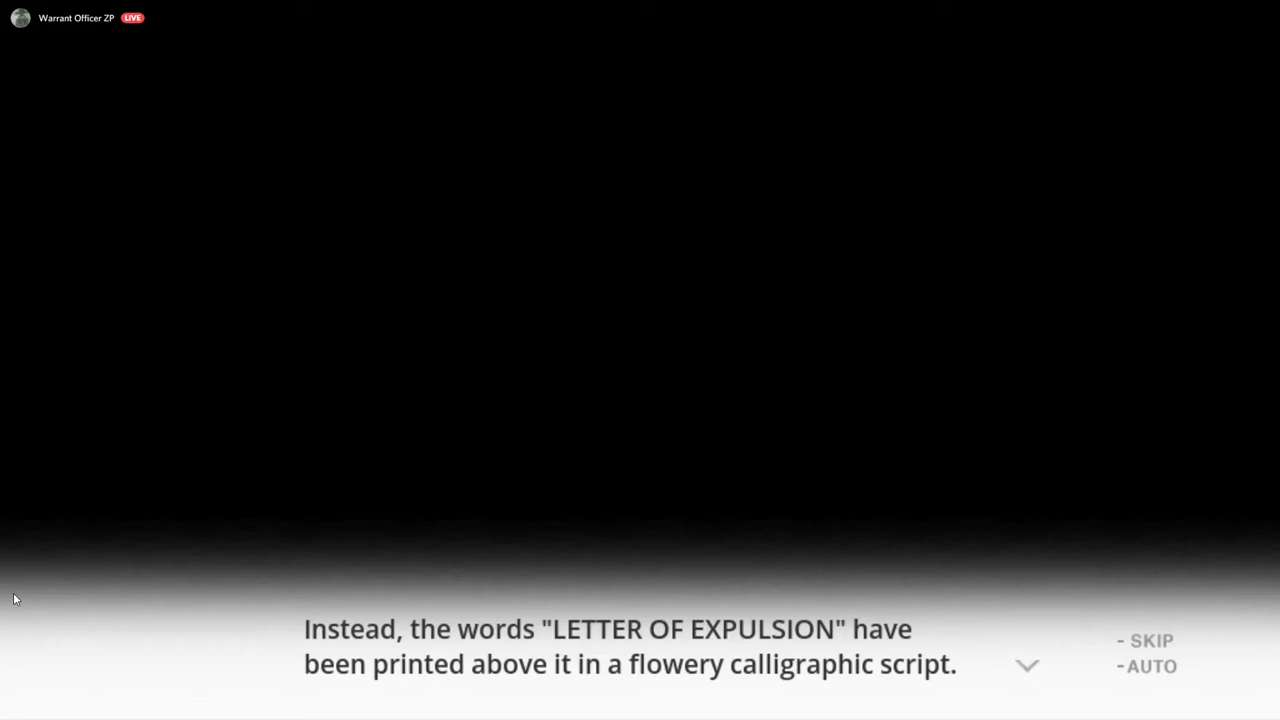 Warrant Officer ZP LIVE
Instead, the words "LETTER OF EXPULSION" have
been printed above it in a flowery calligraphic script.
- SKIP
-AUTO